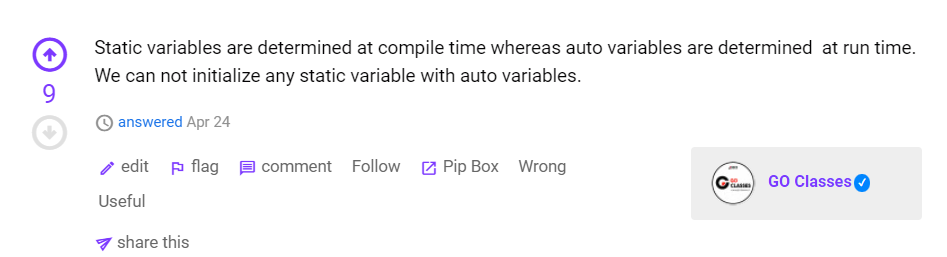 Static variables are determined at compile time whereas auto variables are determined  at run time.
We can not initialize any static variable with auto variables.
9
answered Apr 24
edit flag comment Follow Pip Box Wrong
Useful
GO Classes
share this